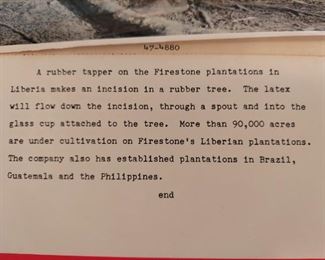 47-4880
A rubber tapper on the Firestone plantations in
Liberia makes an incision in a rubber tree. The latex
will flow down the incision, through a spout and into the
glass cup attached to the tree. More than 90,000 acres
are under cultivation on Firestone's Liberian plantations.
The company also has established plantations in Brazil,
Guatemala and the Philippines.
end